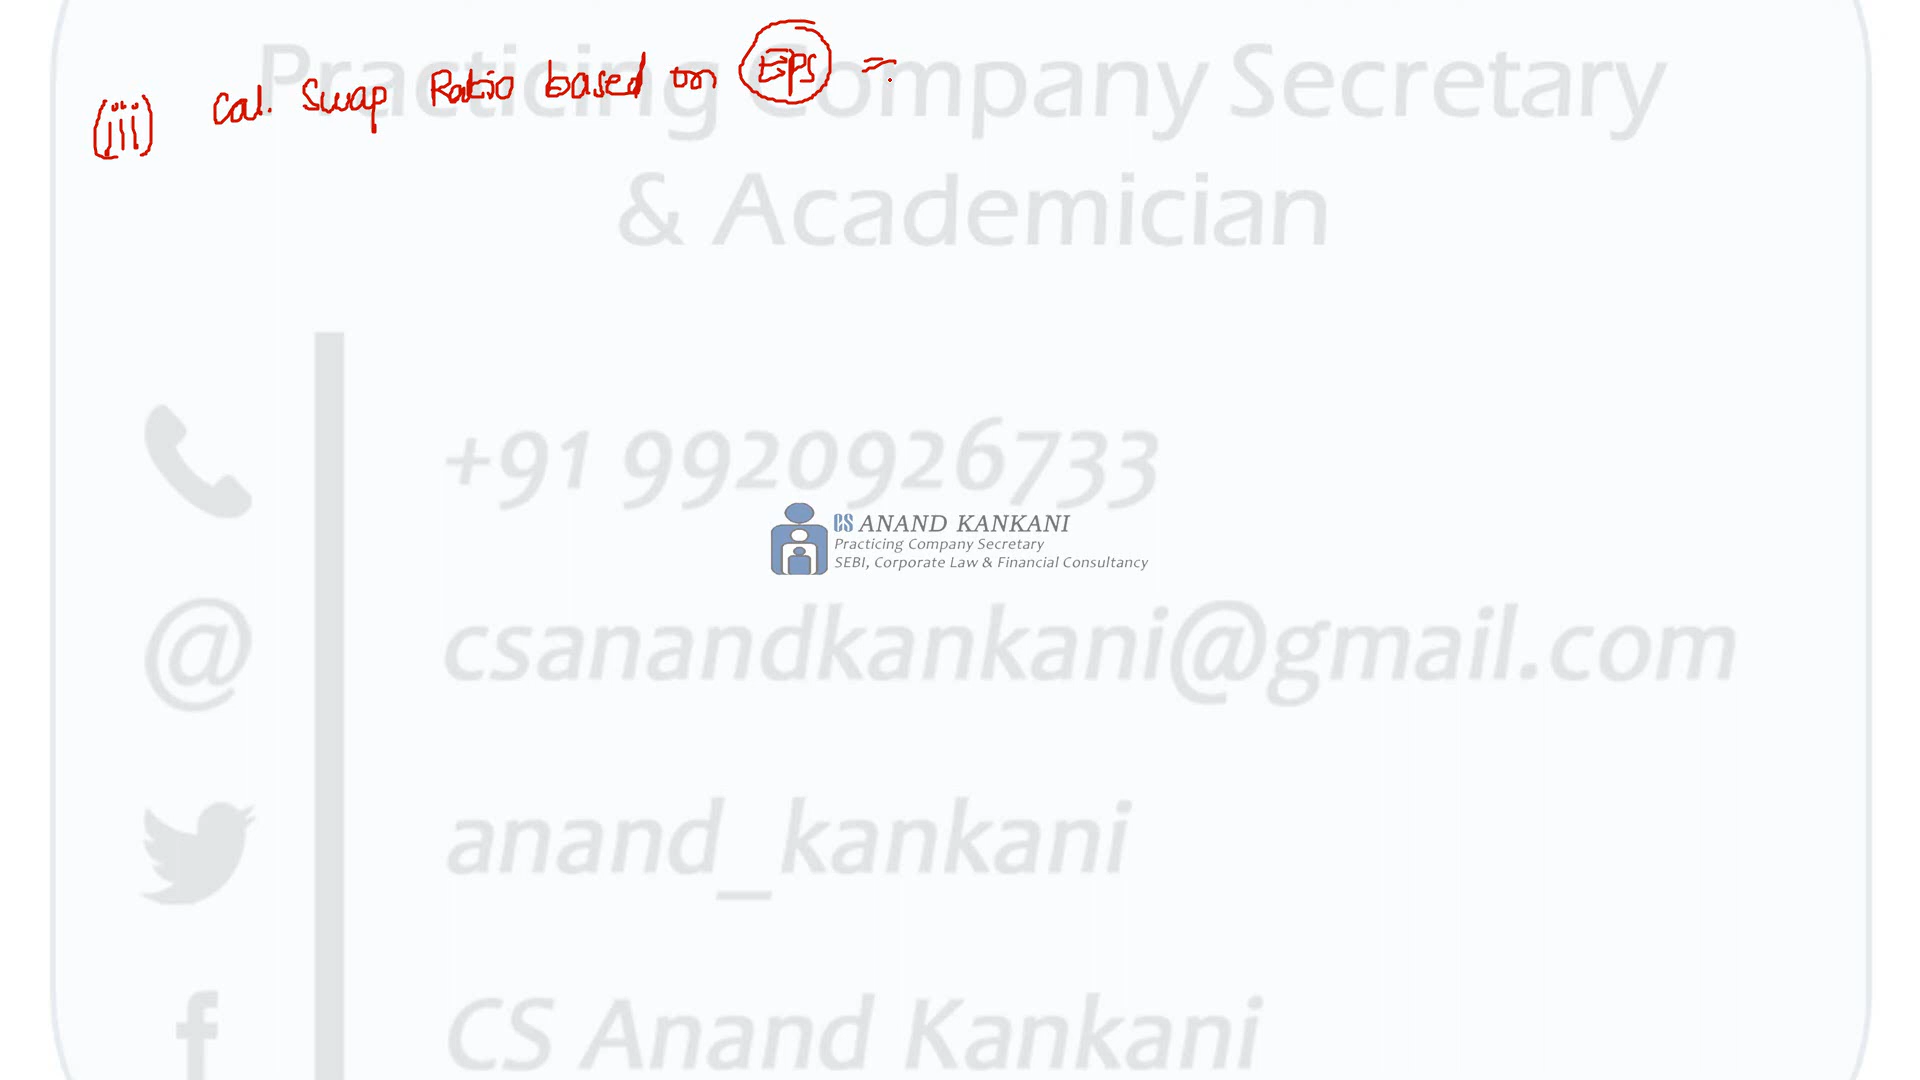 Practicing Company Secretary
(iii) Cal. Swap Ratio based on EPS =
& Academician
+91 9920926733
CS ANAND KANKANI
Practicing Company Secretary
SEBI, Corporate Law & Financial Consultancy
@ csanandkankani@gmail.com
anand_kankani
f CS Anand Kankani